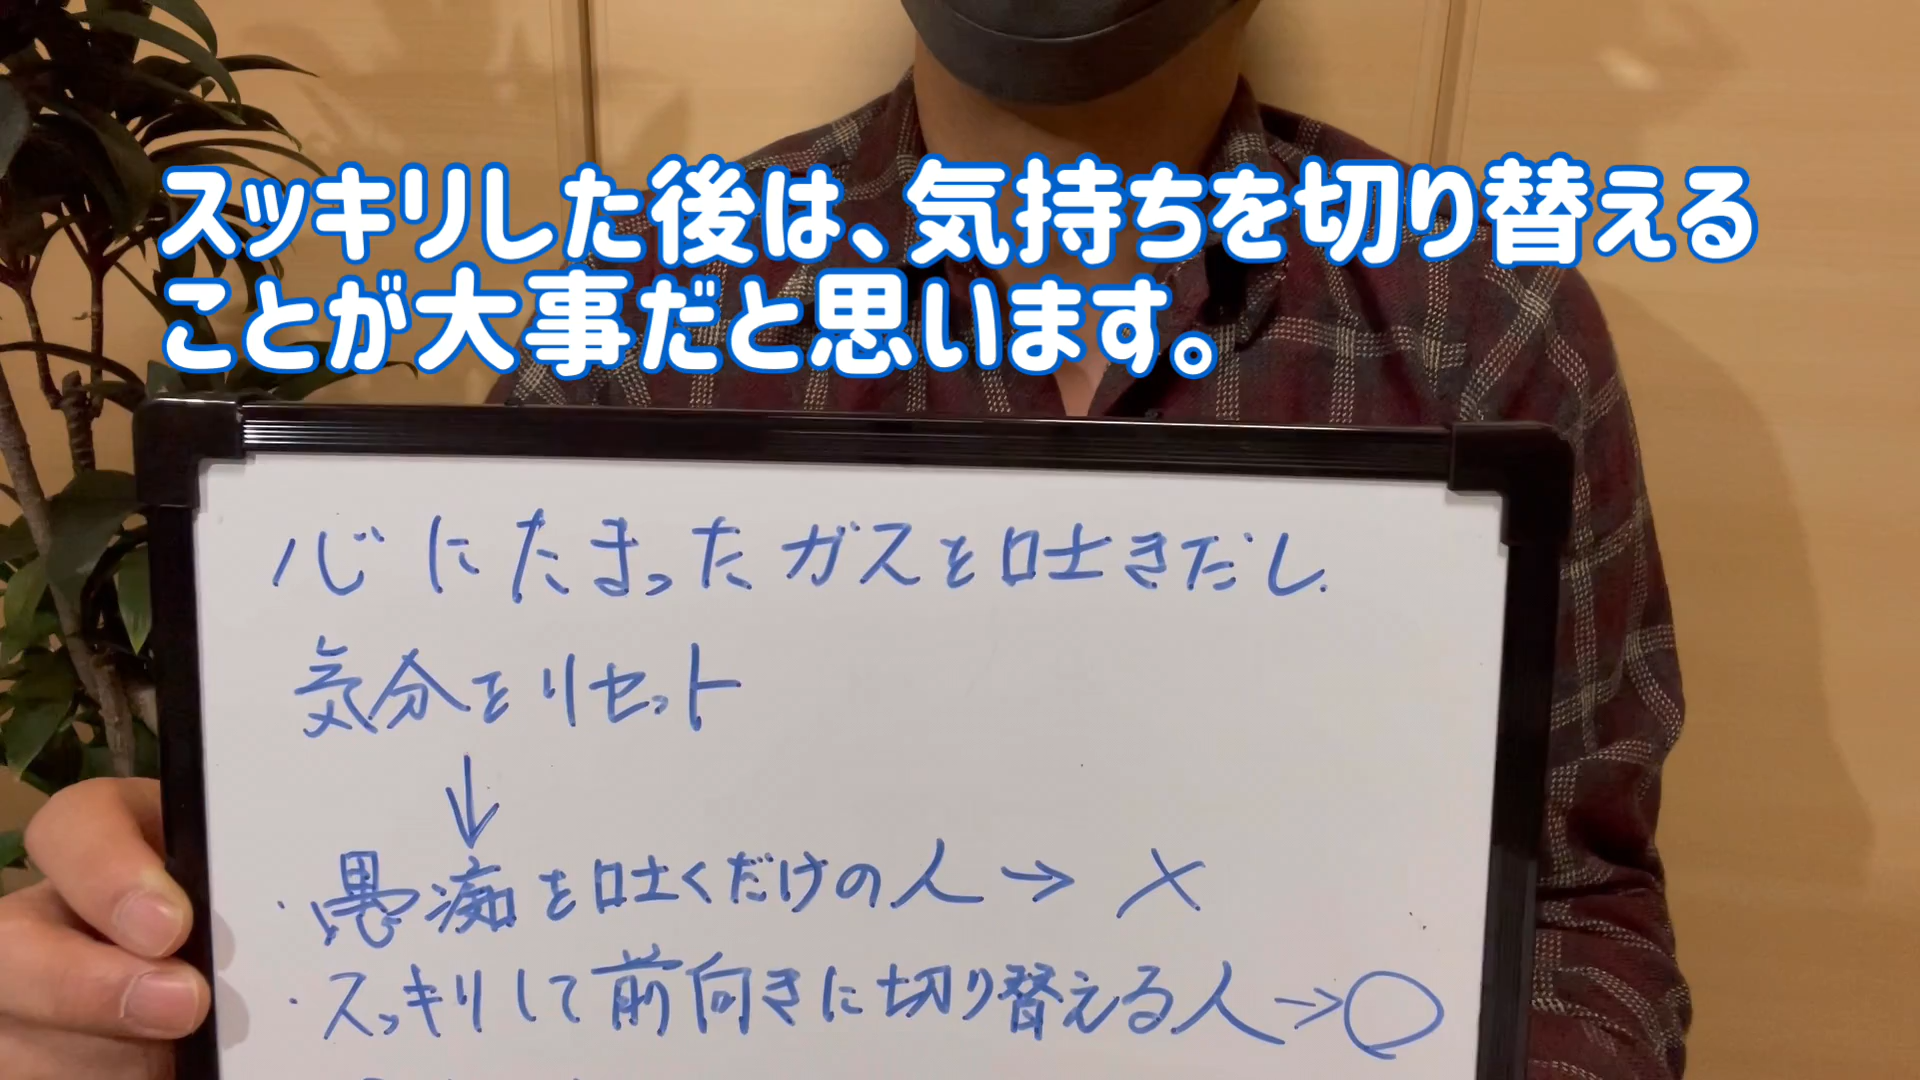 スッキリした後は、気持ちを切り替える
ことが大事だと思います。
心にたまったガスを吐きだし、
気分をリセット
↓
・愚痴を吐くだけの人→×
・スッキリして前向きに切り替える人→○